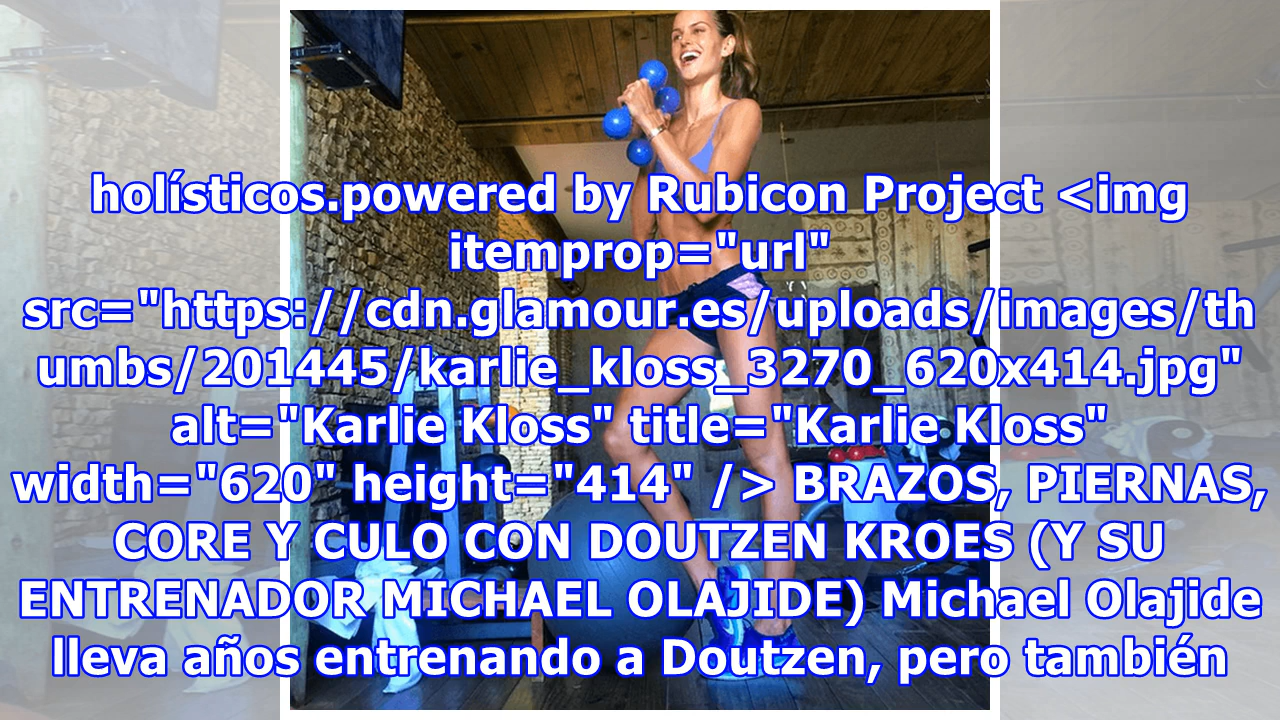 holísticos.powered by Rubicon Project <img
itemprop="url"
src="https://cdn.glamour.es/uploads/images/th
umbs/201445/karlie_kloss_3270_620x414.jpg"
alt="Karlie Kloss" title="Karlie Kloss"
width="620" height="414" /> BRAZOS, PIERNAS,
CORE Y CULO CON DOUTZEN KROES (Y SU
ENTRENADOR MICHAEL OLAJIDE) Michael Olajide
lleva años entrenando a Doutzen, pero también